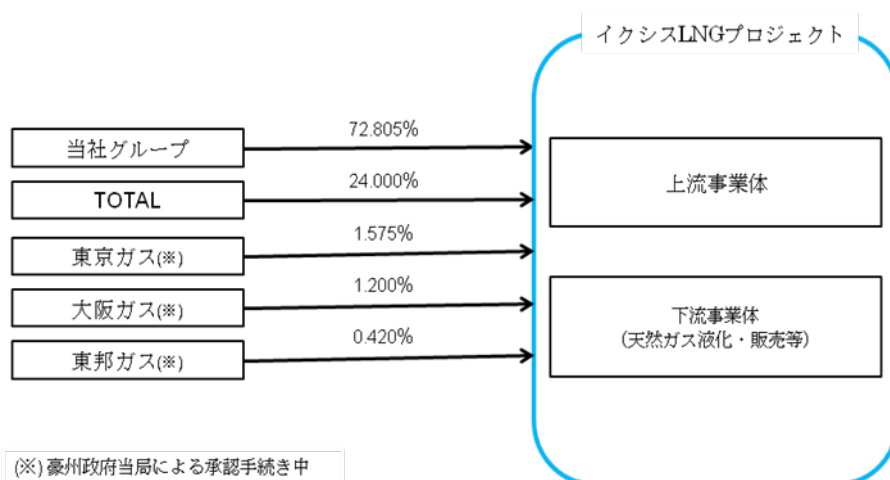 イクシスLNGプロジェクト
当社グループ
72.805%
TOTAL
24.000%
東京ガス(※)
1.575%
大阪ガス(※)
1.200%
東邦ガス(※)
0.420%
上流事業体
下流事業体
(天然ガス液化・販売等)
(※) 豪州政府当局による承認手続き中